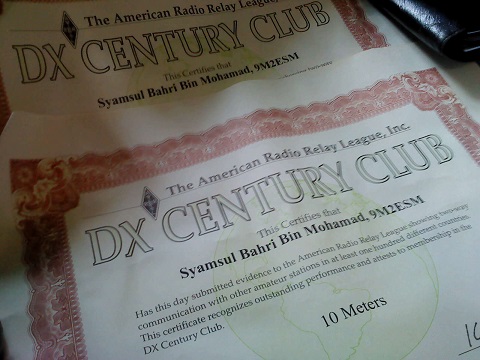 The American Radio Relay League,
DX CENTURY CLUB
This Certifies that
Syamsul Bahri Bin Mohamad, 9M2ESM
The American Radio Relay League, Inc.
DX CENTURY CLUB
This Certifies that
Syamsul Bahri Bin Mohamad, 9M2ESM
Has this day submitted evidence to the American Radio Relay League showing two-way
communication with other amateur stations in at least one hundred different countries.
This certificate recognizes outstanding performance and attests to membership in the
DX Century Club.
10 Meters